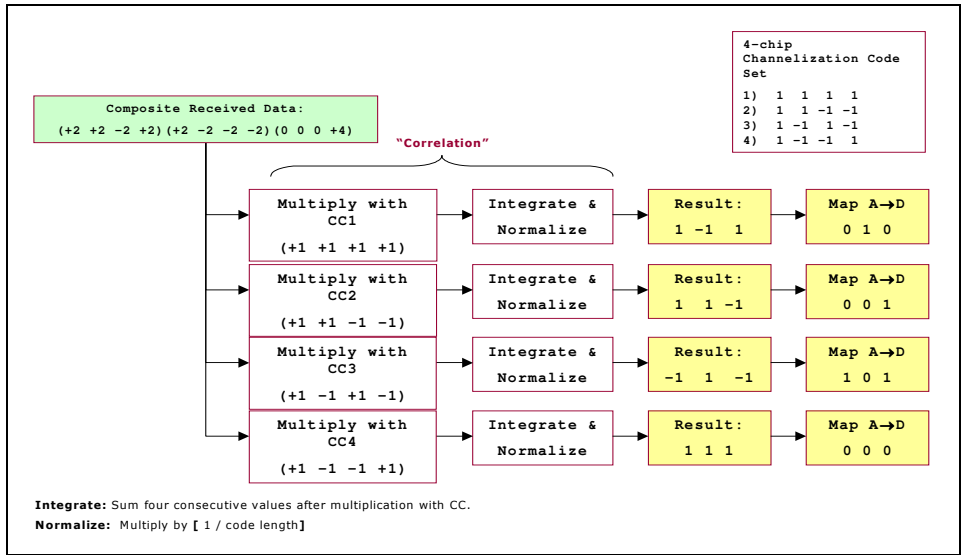 4-chip
Channelization Code
Set
1) 1 1 1 1
2) 1 1 -1 -1
3) 1 -1 1 -1
4) 1 -1 -1 1
Composite Received Data:
(+2 +2 -2 +2)(+2 -2 -2 -2)(0 0 0 +4)
“Correlation”
Multiply with
CC1
(+1 +1 +1 +1)
Integrate &
Normalize
Result:
1 -1 1
Map A→D
0 1 0
Multiply with
CC2
(+1 +1 -1 -1)
Integrate &
Normalize
Result:
1 1 -1
Map A→D
0 0 1
Multiply with
CC3
(+1 -1 +1 -1)
Integrate &
Normalize
Result:
-1 1 -1
Map A→D
1 0 1
Multiply with
CC4
(+1 -1 -1 +1)
Integrate &
Normalize
Result:
1 1 1
Map A→D
0 0 0
Integrate: Sum four consecutive values after multiplication with CC.
Normalize: Multiply by [ 1 / code length]